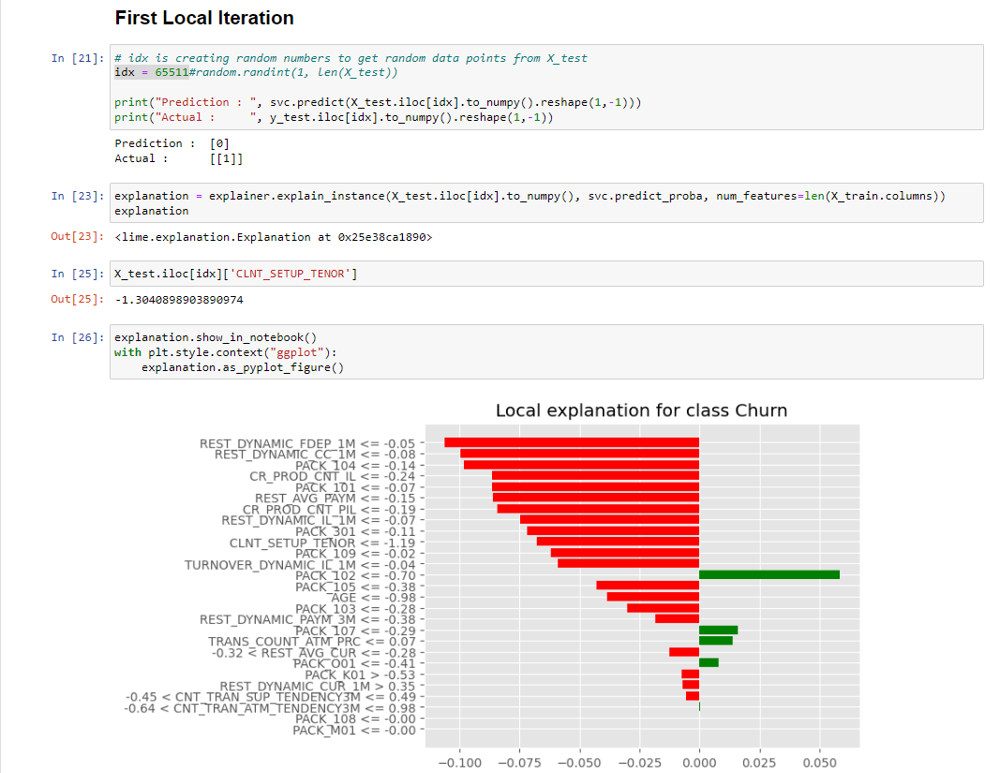 First Local Iteration
In [21]: # idx is creating random numbers to get random data points from X_test
idx = 65511#random.randint(1, len(X_test))
print("Prediction : ", svc.predict(X_test.iloc[idx].to_numpy().reshape(1,-1)))
print("Actual :     ", y_test.iloc[idx].to_numpy().reshape(1,-1))
Prediction :  [0]
Actual :      [[1]]
In [23]: explanation = explainer.explain_instance(X_test.iloc[idx].to_numpy(), svc.predict_proba, num_features=len(X_train.columns))
explanation
Out[23]: <lime.explanation.Explanation at 0x25e38ca1890>
In [25]: X_test.iloc[idx]['CLNT_SETUP_TENOR']
Out[25]: -1.3040898903890974
In [26]: explanation.show_in_notebook()
with plt.style.context("ggplot"):
    explanation.as_pyplot_figure()
Local explanation for class Churn
REST_DYNAMIC_FDEP_1M <= -0.05
REST_DYNAMIC_CC_1M <= -0.08
PACK_104 <= -0.14
CR_PROD_CNT_IL <= -0.24
PACK_101 <= -0.07
REST_AVG_PAYM <= -0.15
CR_PROD_CNT_PIL <= -0.19
REST_DYNAMIC_IL_1M <= -0.07
PACK_301 <= -0.11
CLNT_SETUP_TENOR <= -1.19
PACK_109 <= -0.02
TURNOVER_DYNAMIC_IL_1M <= -0.04
PACK_102 <= -0.70
PACK_105 <= -0.38
AGE <= -0.98
PACK_103 <= -0.28
REST_DYNAMIC_PAYM_3M <= -0.38
PACK_107 <= -0.29
TRANS_COUNT_ATM_PRC <= 0.07
-0.32 < REST_AVG_CUR <= -0.28
PACK_O01 <= -0.41
PACK_K01 > -0.53
REST_DYNAMIC_CUR_1M > 0.35
-0.45 < CNT_TRAN_SUP_TENDENCY3M <= 0.49
-0.64 < CNT_TRAN_ATM_TENDENCY3M <= 0.98
PACK_108 <= -0.00
PACK_M01 <= -0.00
-0.100 -0.075 -0.050 -0.025 0.000 0.025 0.050